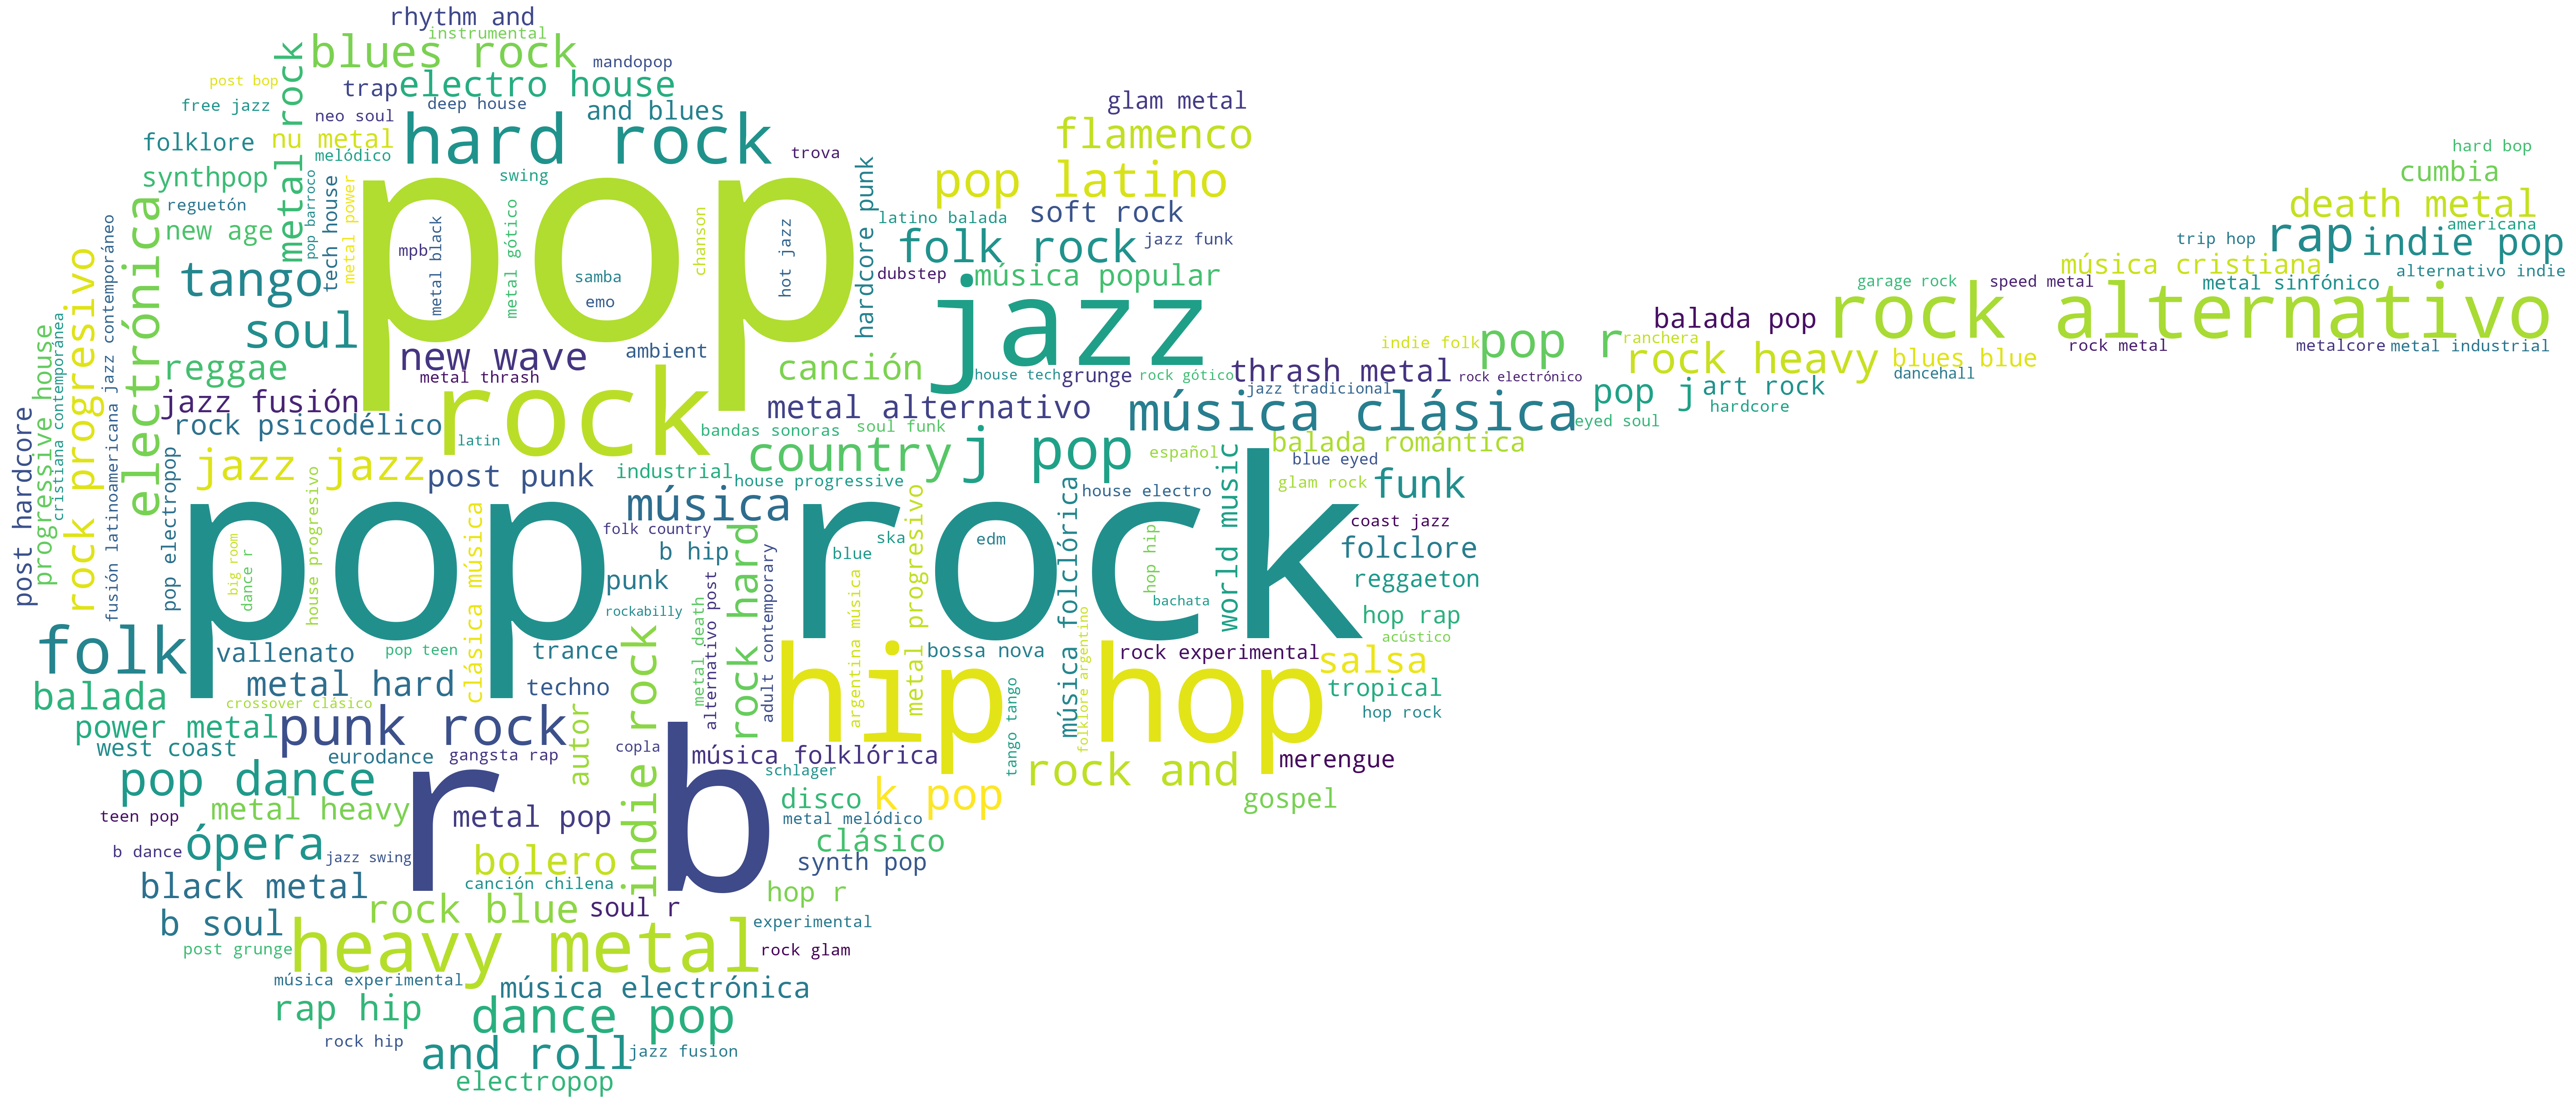 rhythm and
instrumental
blues rock
mandopop
post bop
rock
trap
electro house
free jazz
deep house
and blues
glam metal
neo soul
folklore
nu metal
hard rock
flamenco
hard bop
melódico
trova
cumbia
synthpop
metal
pop barroco
tech house
metal power
swing
hardcore punk
pop latino
reguetón
death metal
new age
electrónica
pop
mpb
metal black
metal gótico
chanson
hot jazz
latino balada
soft rock
americana
folk rock
jazz funk
trip hop
rap
indie pop
tango
samba
dubstep
música popular
música cristiana
alternativo indie
emo
garage rock
speed metal
metal sinfónico
soul
jazz
balada pop
rock alternativo
fusión latinoamericana jazz contemporáneo
rock progresivo
cristiana contemporánea
progressive house
new wave
ambient
indie folk
pop r
ranchera
rock metal
metalcore
metal industrial
reggae
metal thrash
canción
house tech
grunge
rock gótico
thrash metal
rock electrónico
rock heavy
blues blue
dancehall
jazz fusión
rock
metal alternativo
jazz tradicional
pop j
art rock
post hardcore
rock psicodélico
latin
bandas sonoras
soul funk
música clásica
hardcore
eyed soul
jazz jazz
post punk
industrial
country
j pop
español
balada romántica
house progressive
blue eyed
pop electropop
house progresivo
clásica música
música
metal progresivo
house electro
world music
glam rock
funk
pop rock
folk country
rock hard
ska
edm
coast jazz
big room
dance r
b hip
blue
hop hip
folclore
punk
alternativo post
adult contemporary
argentina música
música folclórica
reggaeton
rockabilly
metal death
folklore argentino
bachata
hop rap
folk
vallenato
pop teen
trance
indie rock
hip hop
bossa nova
rock experimental
acústico
salsa
balada
metal hard
techno
tango tango
tropical
crossover clásico
power metal
punk rock
autor
hop rock
west coast
eurodance
gangsta rap
copla
música folklórica
rock and
merengue
pop dance
r b
schlager
disco
k pop
gospel
teen pop
metal heavy
metal pop
metal melódico
b dance
ópera
jazz swing
bolero
clásico
synth pop
black metal
canción chilena
hop r
b soul
rock blue
soul r
experimental
post grunge
heavy metal
rock glam
música experimental
música electrónica
rap hip
dance pop
rock hip
and roll
jazz fusion
electropop